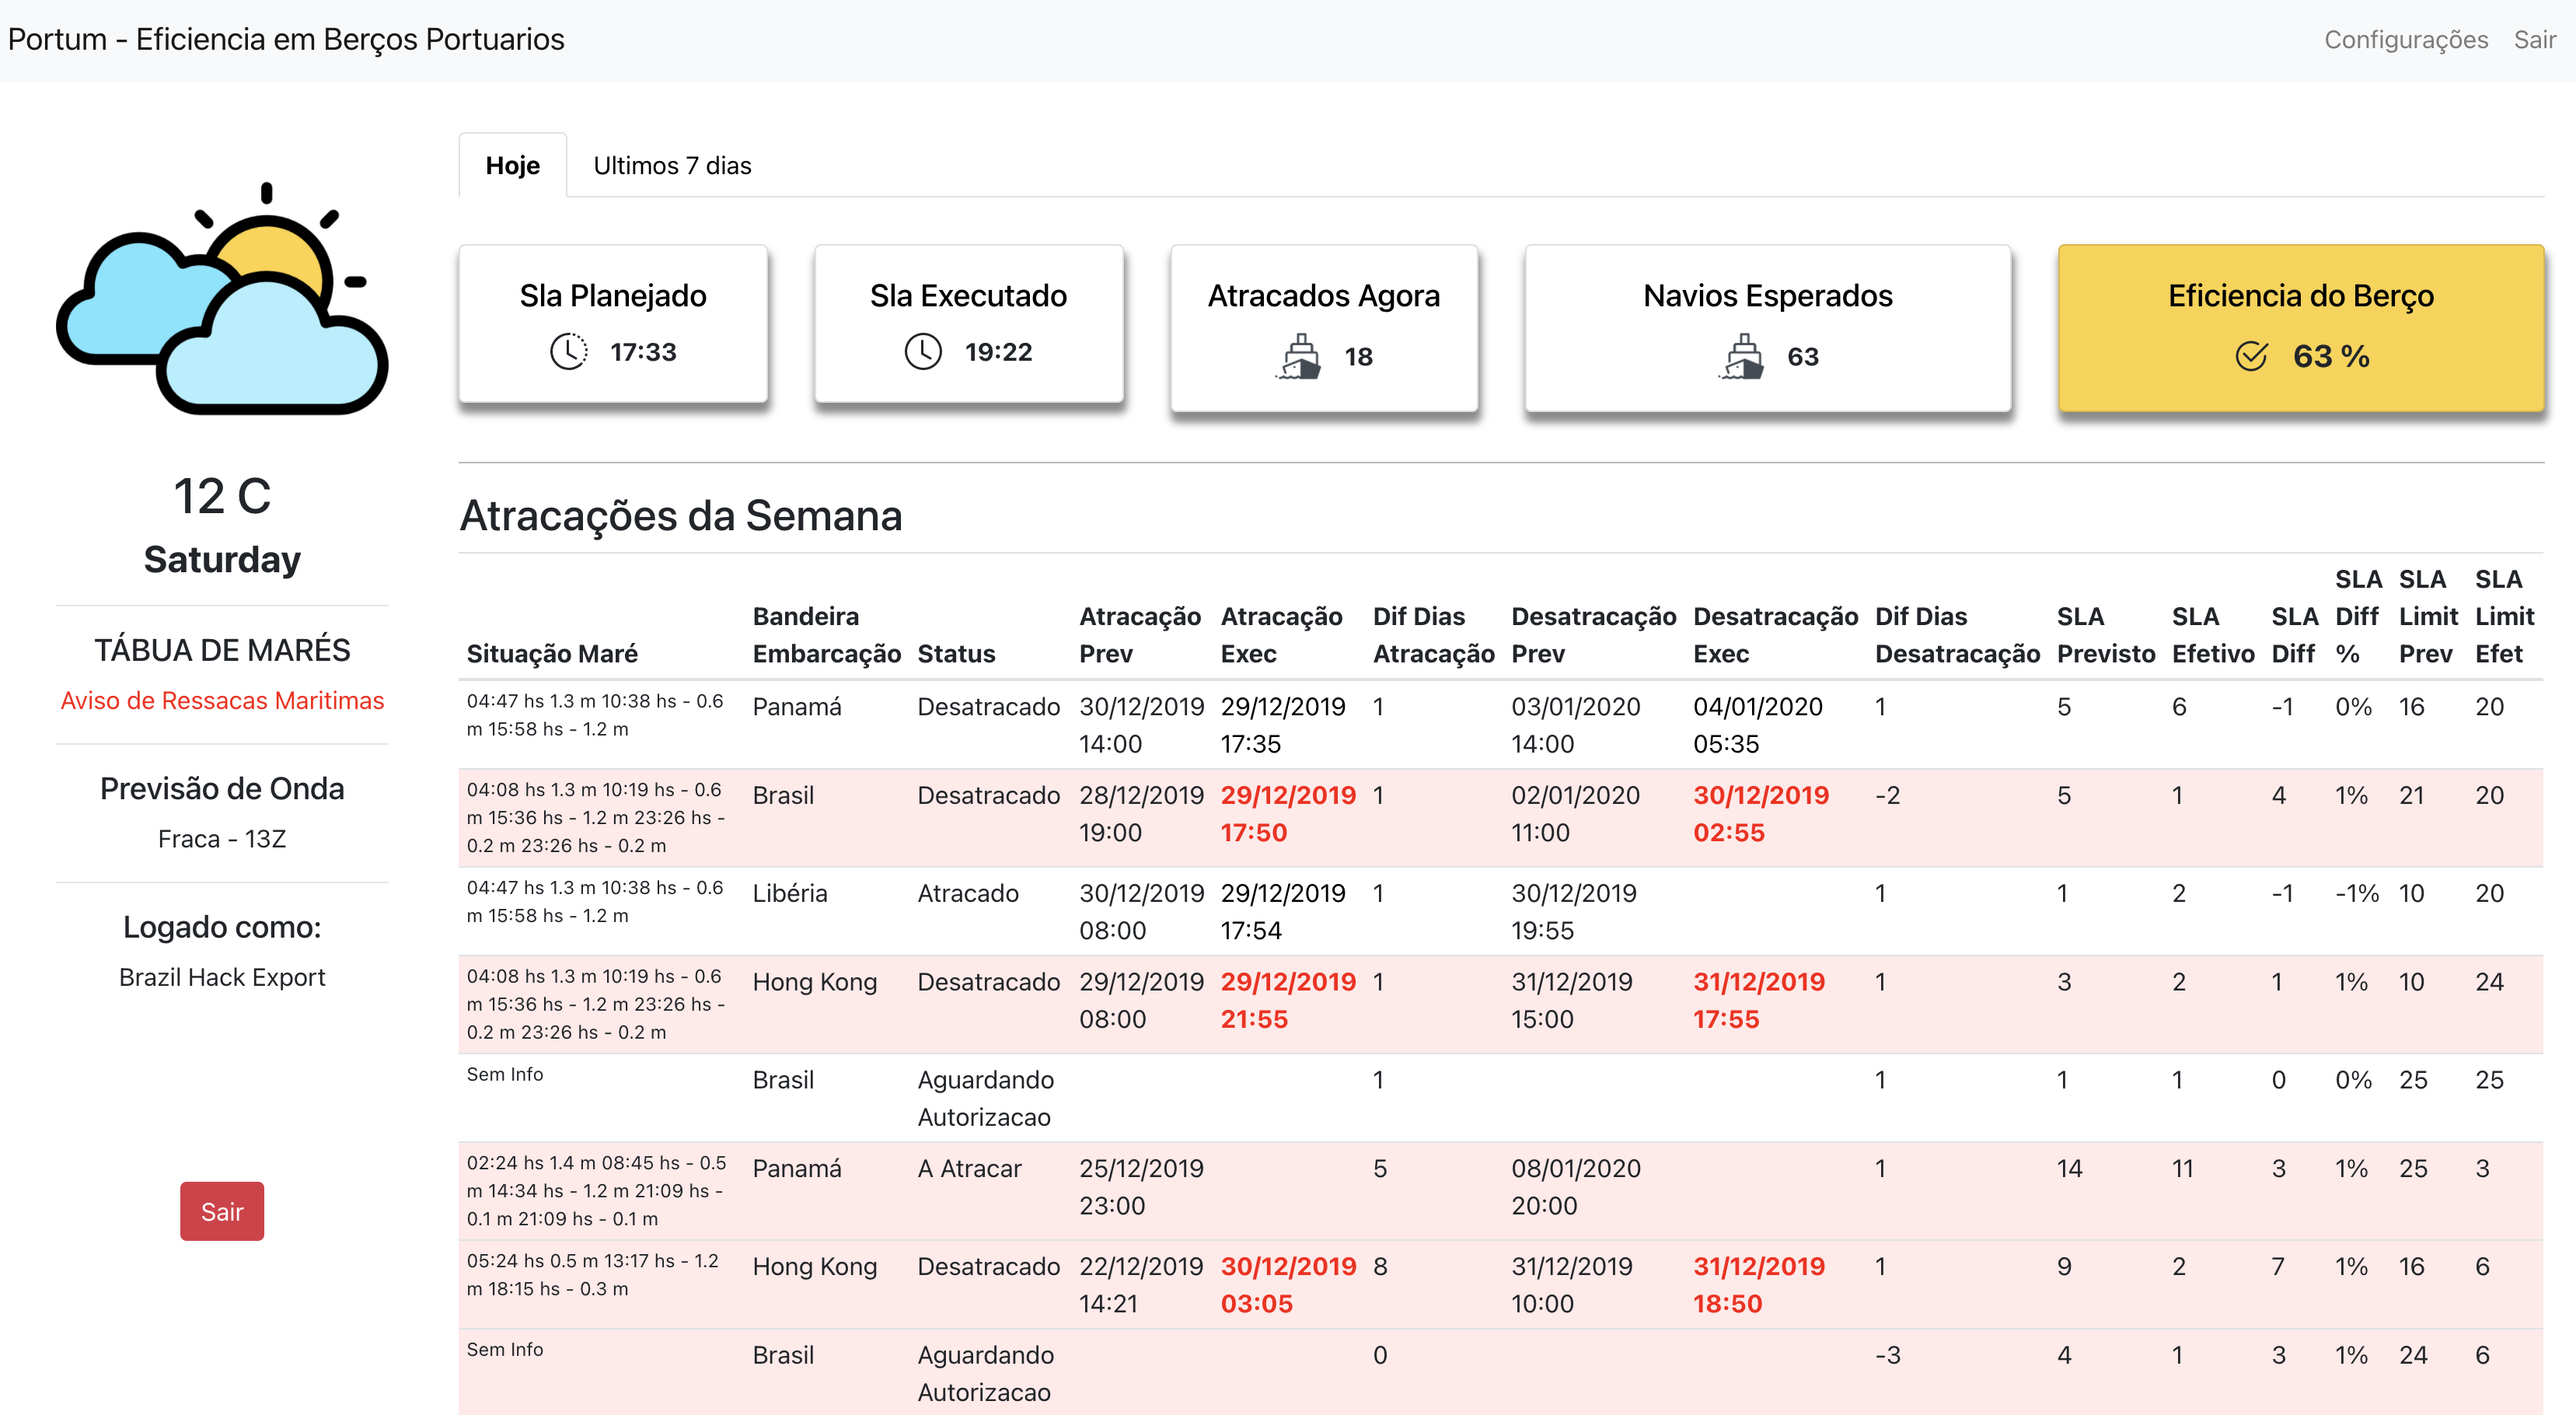 Portum - Eficiencia em Berços Portuarios
Configurações Sair
12 C
Saturday
TÁBUA DE MARÉS
Aviso de Ressacas Maritimas
Previsão de Onda
Fraca - 13Z
Logado como:
Brazil Hack Export
Sair
Hoje Ultimos 7 dias
Sla Planejado
17:33
Sla Executado
19:22
Atracados Agora
18
Navios Esperados
63
Eficiencia do Berço
63 %
Atracações da Semana
SLA SLA SLA
Bandeira Atracação Atracação Dif Dias Desatracação Desatracação Dif Dias SLA SLA SLA Diff Limit Limit
Situação Maré Embarcação Status Prev Exec Atracação Prev Exec Desatracação Previsto Efetivo Diff % Prev Efet
04:47 hs 1.3 m 10:38 hs - 0.6 Panamá Desatracado 30/12/2019 29/12/2019 1 03/01/2020 04/01/2020 1 5 6 -1 0% 16 20
m 15:58 hs - 1.2 m 14:00 17:35 14:00 05:35
04:08 hs 1.3 m 10:19 hs - 0.6 Brasil Desatracado 28/12/2019 29/12/2019 1 02/01/2020 30/12/2019 -2 5 1 4 1% 21 20
m 15:36 hs - 1.2 m 23:26 hs - 19:00 17:50 11:00 02:55
0.2 m 23:26 hs - 0.2 m
04:47 hs 1.3 m 10:38 hs - 0.6 Libéria Atracado 30/12/2019 29/12/2019 1 30/12/2019 1 1 2 -1 -1% 10 20
m 15:58 hs - 1.2 m 08:00 17:54 19:55
04:08 hs 1.3 m 10:19 hs - 0.6 Hong Kong Desatracado 29/12/2019 29/12/2019 1 31/12/2019 31/12/2019 1 3 2 1 1% 10 24
m 15:36 hs - 1.2 m 23:26 hs - 08:00 21:55 15:00 17:55
0.2 m 23:26 hs - 0.2 m
Sem Info Brasil Aguardando 1 1 1 1 0 0% 25 25
Autorizacao
02:24 hs 1.4 m 08:45 hs - 0.5 Panamá A Atracar 25/12/2019 5 08/01/2020 1 14 11 3 1% 25 3
m 14:34 hs - 1.2 m 21:09 hs - 23:00 20:00
0.1 m 21:09 hs - 0.1 m
05:24 hs 0.5 m 13:17 hs - 1.2 Hong Kong Desatracado 22/12/2019 30/12/2019 8 31/12/2019 31/12/2019 1 9 2 7 1% 16 6
m 18:15 hs - 0.3 m 14:21 03:05 10:00 18:50
Sem Info Brasil Aguardando 0 -3 4 1 3 1% 24 6
Autorizacao